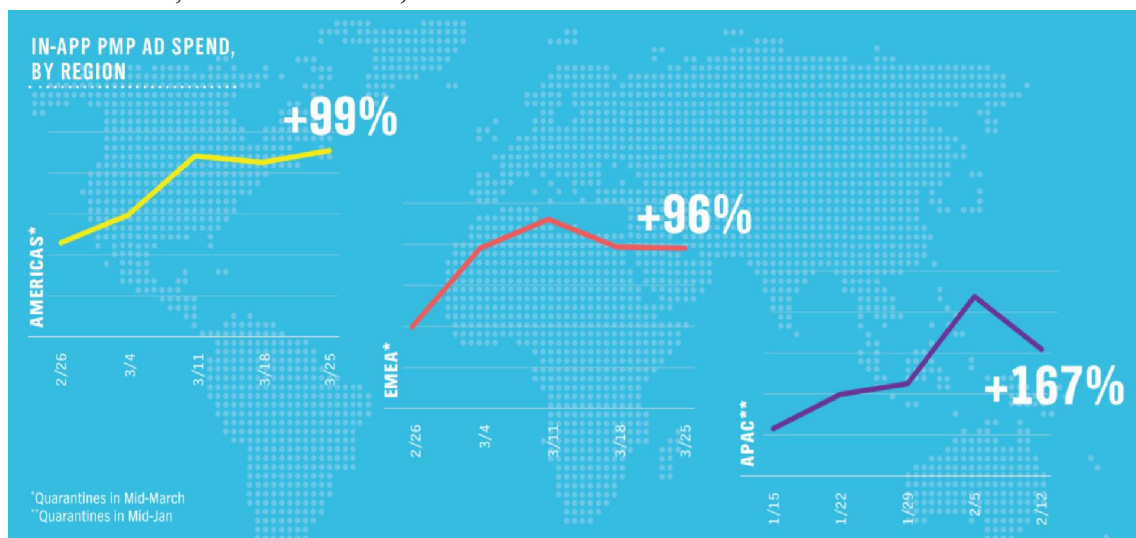 IN-APP PMP AD SPEND,
BY REGION
+99%
AMERICAS*
2/26
3/4
3/11
3/18
3/25
+96%
EMEA*
2/26
3/4
3/11
3/18
3/25
+167%
APAC**
1/15
1/22
1/29
2/5
2/12
*Quarantines in Mid-March
**Quarantines in Mid-Jan